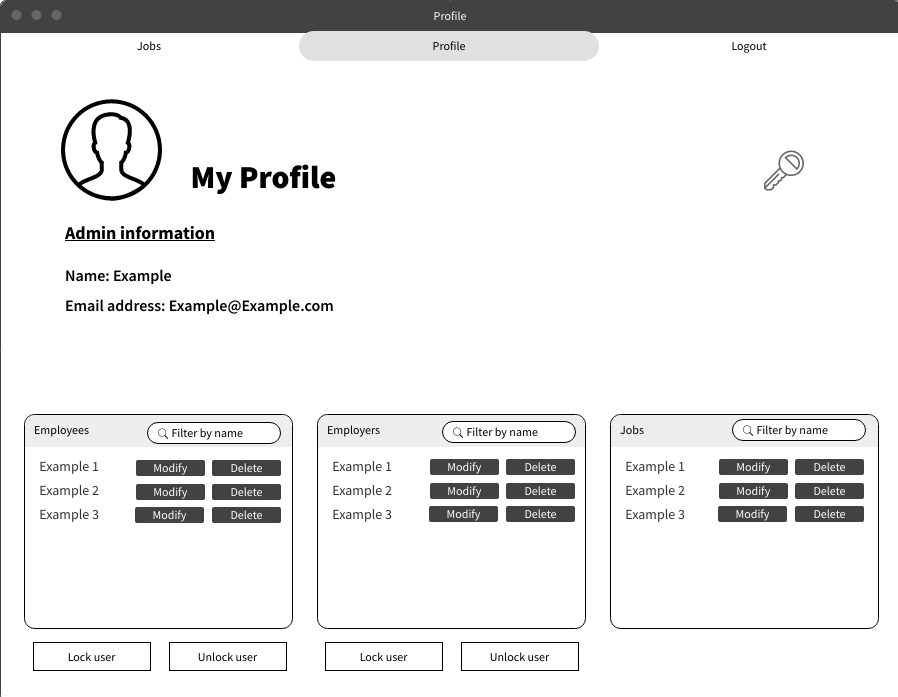 Profile
Jobs Profile Logout
My Profile
Admin information
Name: Example
Email address: Example@Example.com
Employees Filter by name
Example 1 Modify Delete
Example 2 Modify Delete
Example 3 Modify Delete
Lock user Unlock user
Employers Filter by name
Example 1 Modify Delete
Example 2 Modify Delete
Example 3 Modify Delete
Lock user Unlock user
Jobs Filter by name
Example 1 Modify Delete
Example 2 Modify Delete
Example 3 Modify Delete